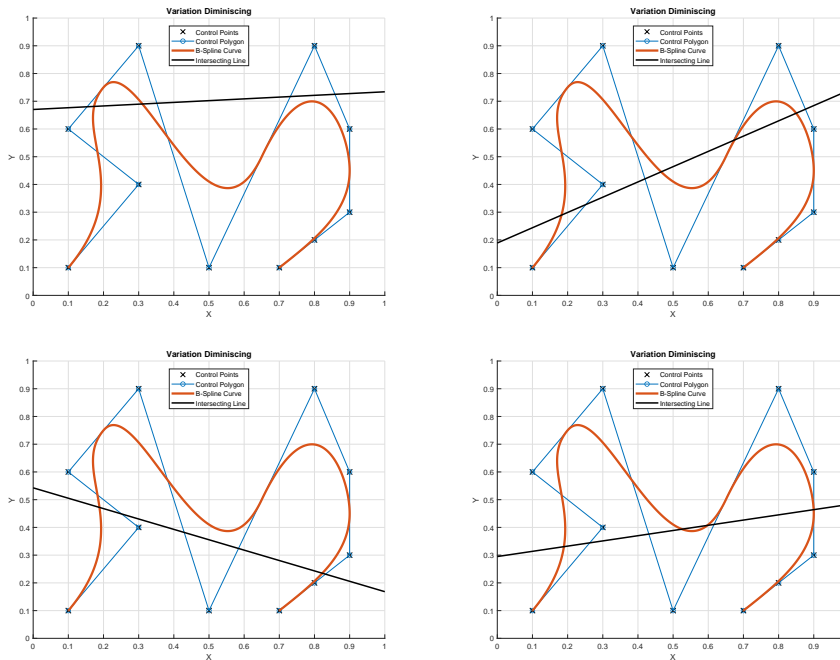 Variation Diminiscing
Control Points
Control Polygon
B-Spline Curve
Intersecting Line
1
0.9
0.8
0.7
0.6
0.5
0.4
0.3
0.2
0.1
0
Y
0 0.1 0.2 0.3 0.4 0.5 0.6 0.7 0.8 0.9 1
X
Variation Diminiscing
Control Points
Control Polygon
B-Spline Curve
Intersecting Line
1
0.9
0.8
0.7
0.6
0.5
0.4
0.3
0.2
0.1
0
Y
0 0.1 0.2 0.3 0.4 0.5 0.6 0.7 0.8 0.9
X
Variation Diminiscing
Control Points
Control Polygon
B-Spline Curve
Intersecting Line
1
0.9
0.8
0.7
0.6
0.5
0.4
0.3
0.2
0.1
0
Y
0 0.1 0.2 0.3 0.4 0.5 0.6 0.7 0.8 0.9 1
X
Variation Diminiscing
Control Points
Control Polygon
B-Spline Curve
Intersecting Line
1
0.9
0.8
0.7
0.6
0.5
0.4
0.3
0.2
0.1
0
Y
0 0.1 0.2 0.3 0.4 0.5 0.6 0.7 0.8 0.9
X